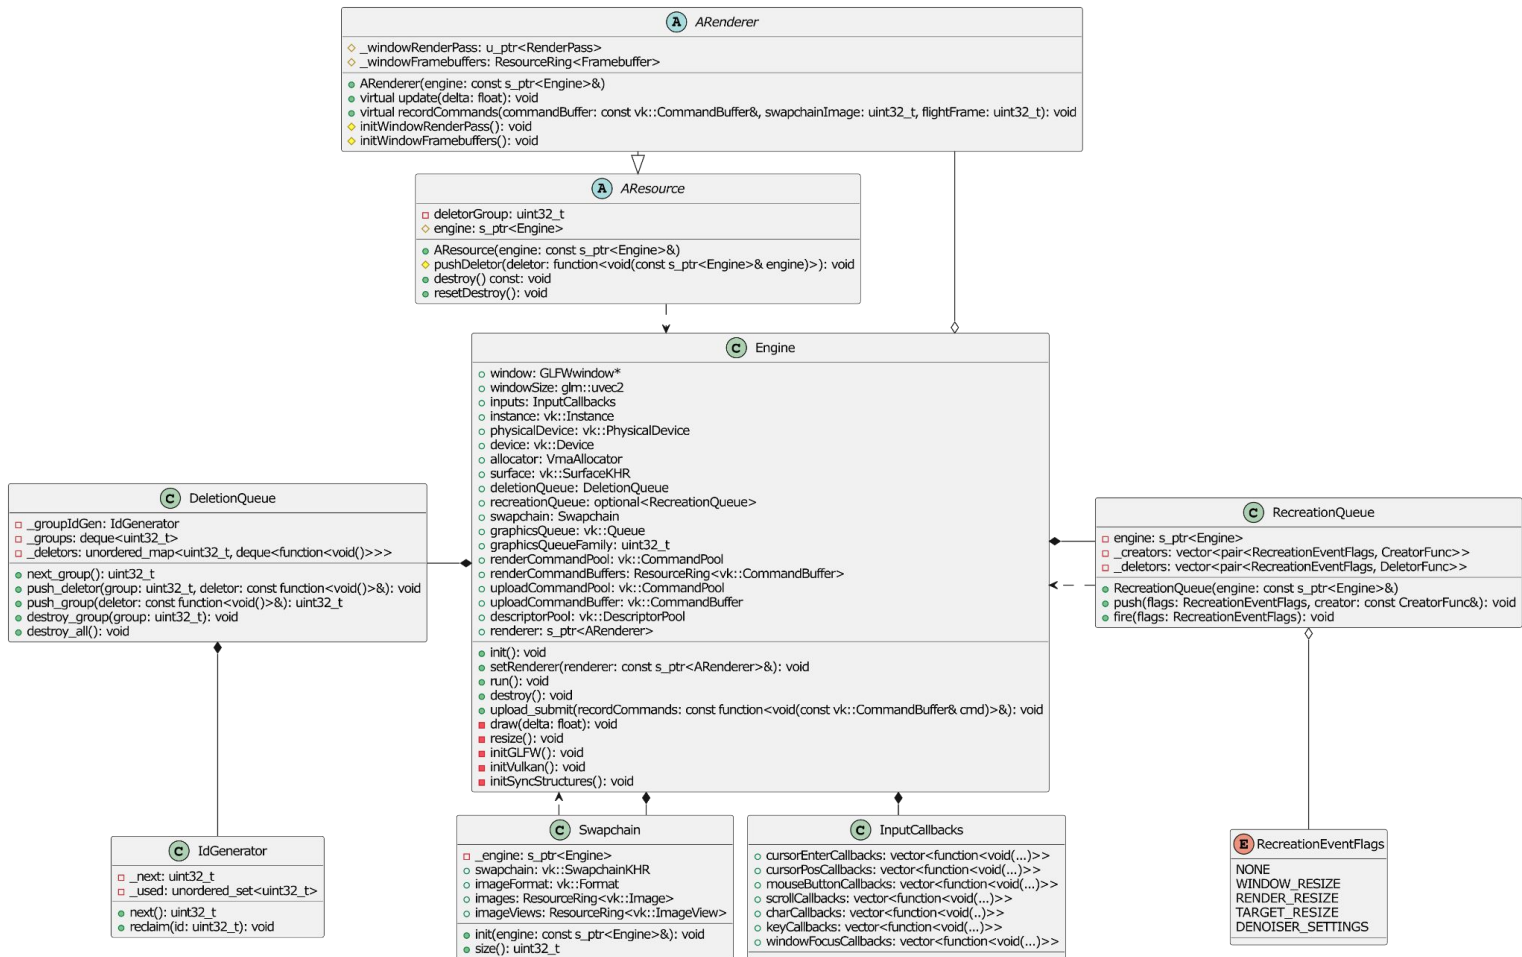 A ARenderer
_windowRenderPass: u_ptr<RenderPass>
_windowFramebuffers: ResourceRing<Framebuffer>
ARenderer(engine: const s_ptr<Engine>&)
virtual update(delta: float): void
virtual recordCommands(commandBuffer: const vk::CommandBuffer&, swapchainImage: uint32_t, flightFrame: uint32_t): void
initWindowRenderPass(): void
initWindowFramebuffers(): void
A AResource
deletorGroup: uint32_t
engine: s_ptr<Engine>
AResource(engine: const s_ptr<Engine>&)
pushDeletor(deletor: function<void(const s_ptr<Engine>& engine)>): void
destroy() const: void
resetDestroy(): void
C Engine
window: GLFWwindow*
windowSize: glm::uvec2
inputs: InputCallbacks
instance: vk::Instance
physicalDevice: vk::PhysicalDevice
device: vk::Device
allocator: VmaAllocator
surface: vk::SurfaceKHR
deletionQueue: DeletionQueue
recreationQueue: optional<RecreationQueue>
swapchain: Swapchain
graphicsQueue: vk::Queue
graphicsQueueFamily: uint32_t
renderCommandPool: vk::CommandPool
renderCommandBuffers: ResourceRing<vk::CommandBuffer>
uploadCommandPool: vk::CommandPool
uploadCommandBuffer: vk::CommandBuffer
descriptorPool: vk::DescriptorPool
renderer: s_ptr<ARenderer>
init(): void
setRenderer(renderer: const s_ptr<ARenderer>&): void
run(): void
destroy(): void
upload_submit(recordCommands: const function<void(const vk::CommandBuffer& cmd)>&): void
draw(delta: float): void
resize(): void
initGLFW(): void
initVulkan(): void
initSyncStructures(): void
C DeletionQueue
_groupIdGen: IdGenerator
_groups: deque<uint32_t>
_deletors: unordered_map<uint32_t, deque<function<void()>>>
next_group(): uint32_t
push_deletor(group: uint32_t, deletor: const function<void()>&): void
push_group(deletor: const function<void()>&): uint32_t
destroy_group(group: uint32_t): void
destroy_all(): void
C RecreationQueue
engine: s_ptr<Engine>
_creators: vector<pair<RecreationEventFlags, CreatorFunc>>
_deletors: vector<pair<RecreationEventFlags, DeletorFunc>>
RecreationQueue(engine: const s_ptr<Engine>&)
push(flags: RecreationEventFlags, creator: const CreatorFunc&): void
fire(flags: RecreationEventFlags): void
C IdGenerator
_next: uint32_t
_used: unordered_set<uint32_t>
next(): uint32_t
reclaim(id: uint32_t): void
C Swapchain
_engine: s_ptr<Engine>
swapchain: vk::SwapchainKHR
imageFormat: vk::Format
images: ResourceRing<vk::Image>
imageViews: ResourceRing<vk::ImageView>
init(engine: const s_ptr<Engine>&): void
size(): uint32_t
C InputCallbacks
cursorEnterCallbacks: vector<function<void(...)>>
cursorPosCallbacks: vector<function<void(...)>>
mouseButtonCallbacks: vector<function<void(...)>>
scrollCallbacks: vector<function<void(...)>>
charCallbacks: vector<function<void(..)>>
keyCallbacks: vector<function<void(...)>>
windowFocusCallbacks: vector<function<void(...)>>
E RecreationEventFlags
NONE
WINDOW_RESIZE
RENDER_RESIZE
TARGET_RESIZE
DENOISER_SETTINGS